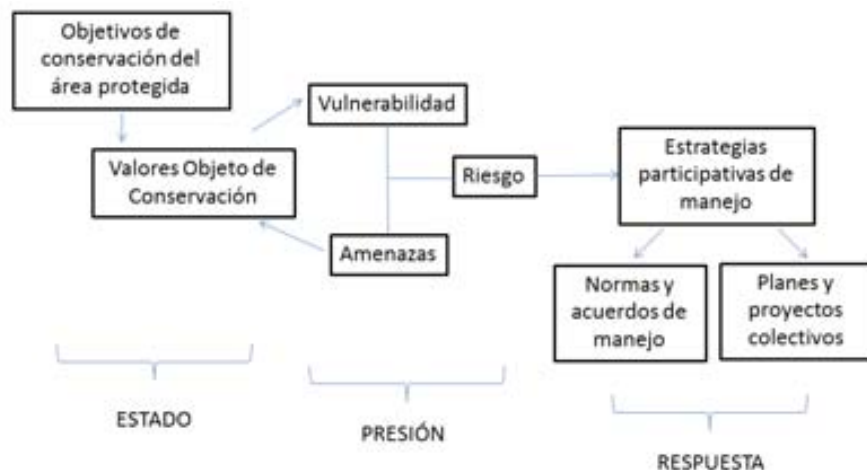 Objetivos de
conservación del
área protegida
Valores Objeto de
Conservación
Vulnerabilidad
Amenazas
Riesgo
Estrategias
participativas de
manejo
Normas y
acuerdos de
manejo
Planes y
proyectos
colectivos
ESTADO
PRESIÓN
RESPUESTA